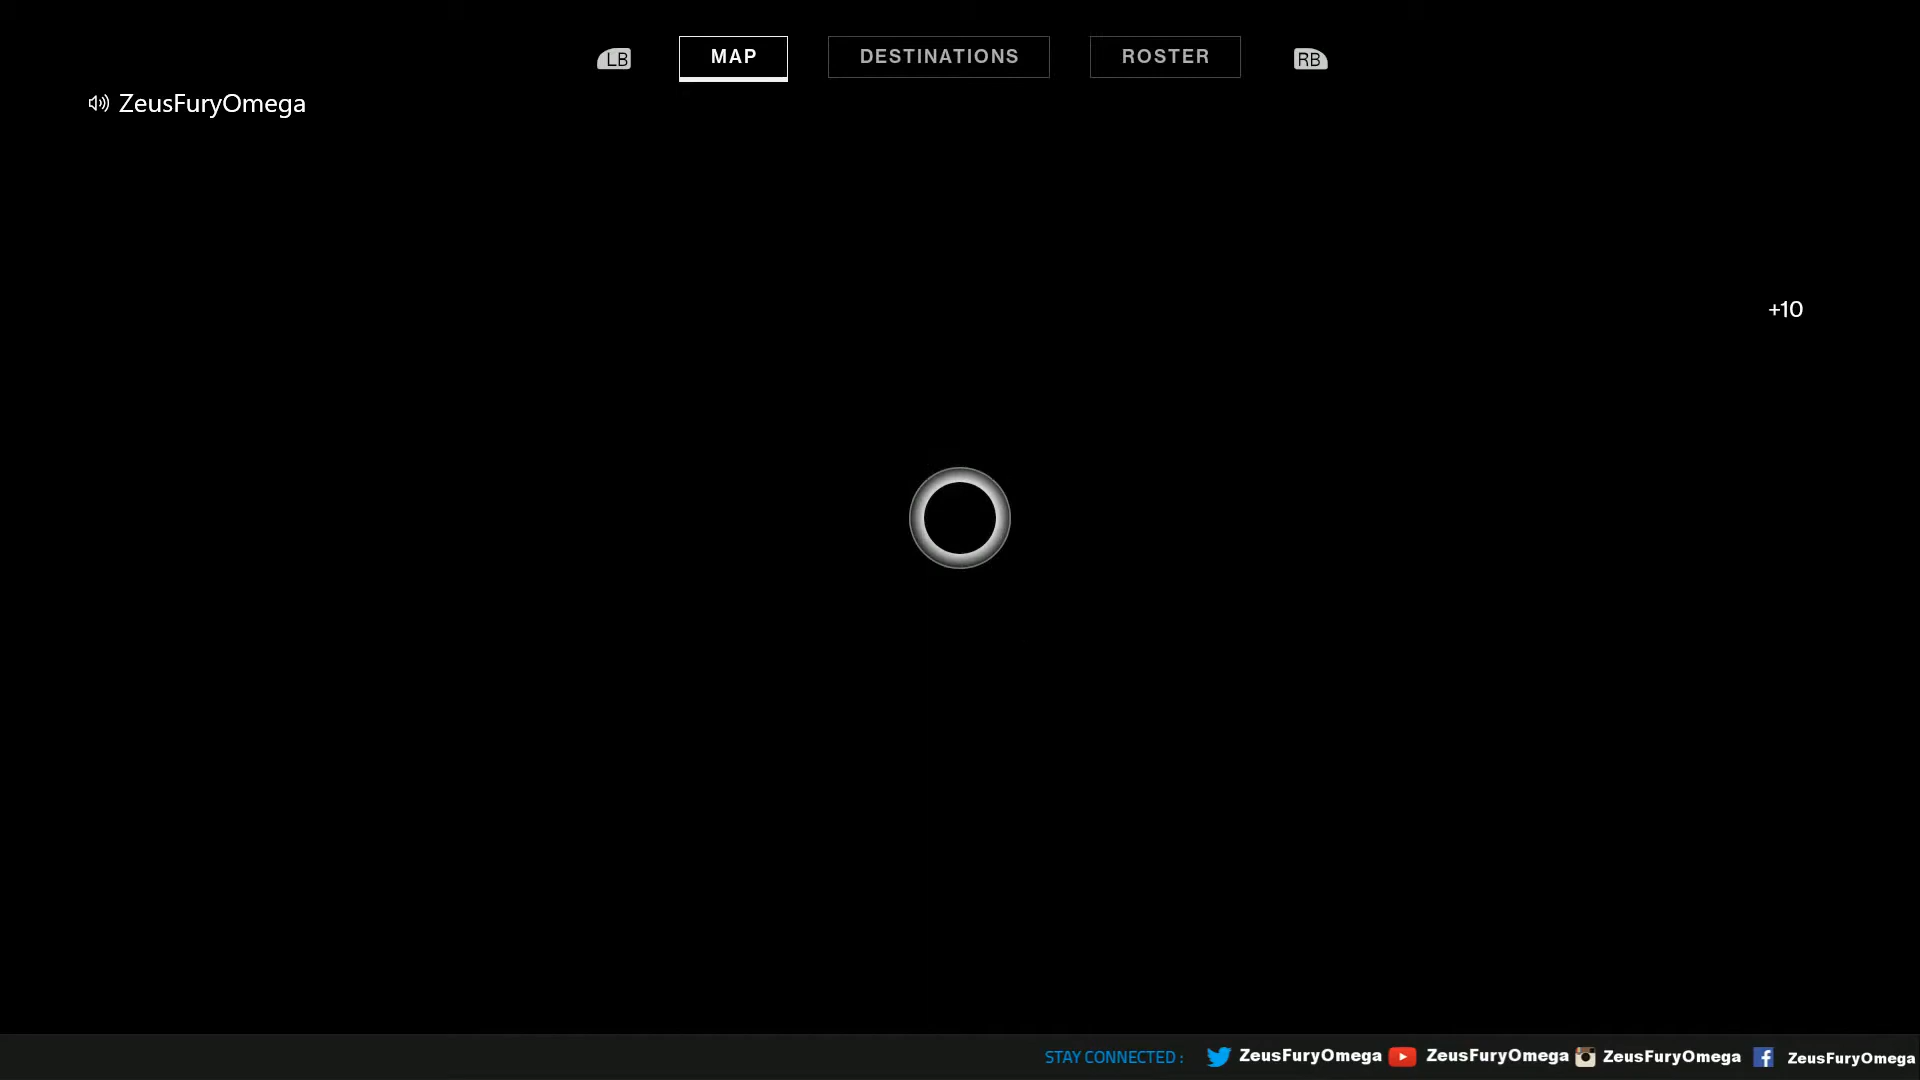 LB MAP DESTINATIONS ROSTER RB
ZeusFuryOmega
+10
STAY CONNECTED : ZeusFuryOmega ZeusFuryOmega ZeusFuryOmega ZeusFuryOmega